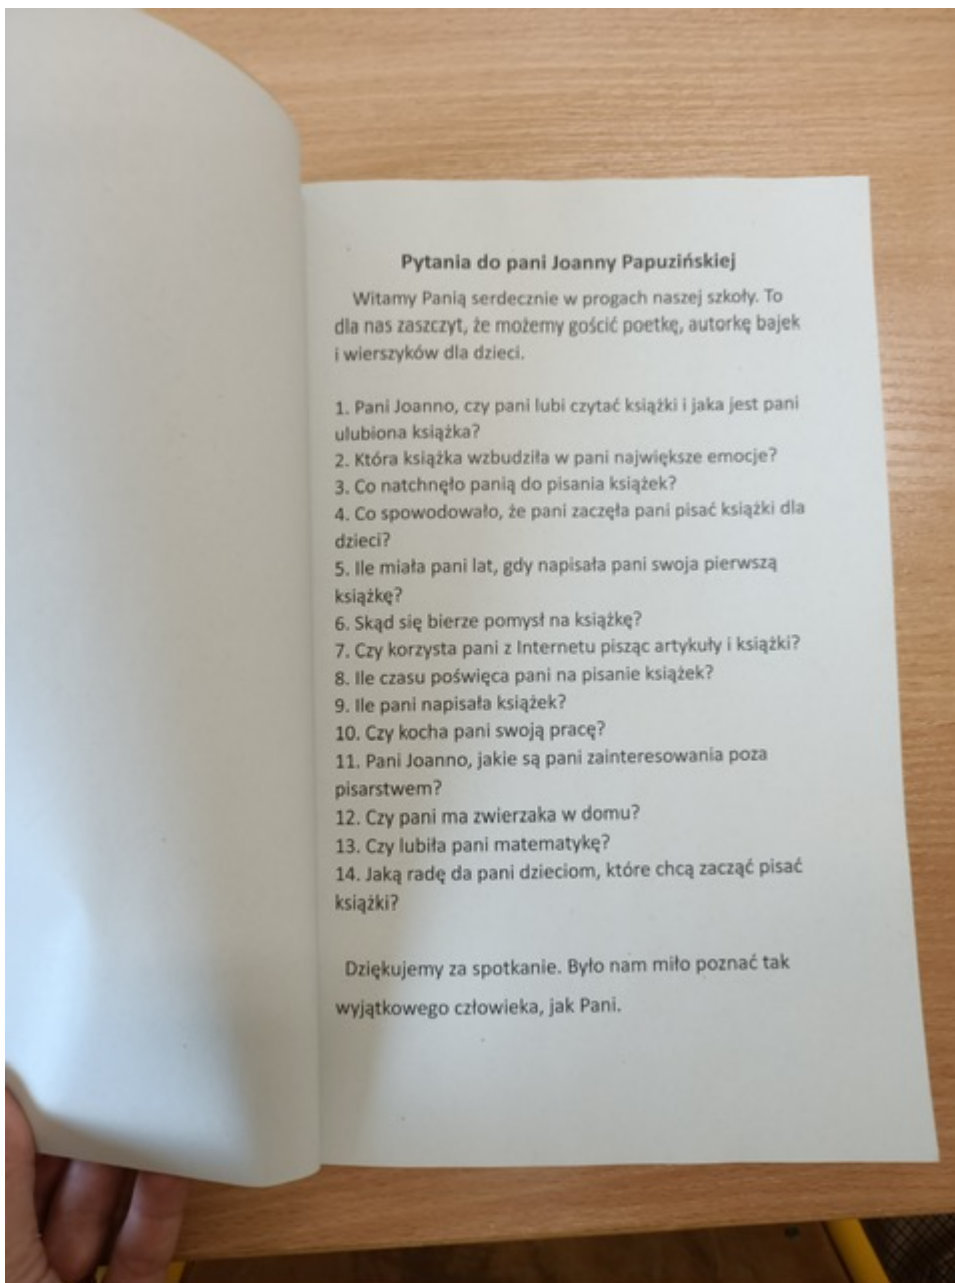 Pytania do pani Joanny Papuzińskiej
Witamy Panią serdecznie w progach naszej szkoły. To
dla nas zaszczyt, że możemy gościć poetkę, autorkę bajek
i wierszyków dla dzieci.
1. Pani Joanno, czy pani lubi czytać książki i jaka jest pani
ulubiona książka?
2. Która książka wzbudziła w pani największe emocje?
3. Co natchnęło panią do pisania książek?
4. Co spowodowało, że pani zaczęła pani pisać książki dla
dzieci?
5. Ile miała pani lat, gdy napisała pani swoja pierwszą
książkę?
6. Skąd się bierze pomysł na książkę?
7. Czy korzysta pani z Internetu pisząc artykuły i książki?
8. Ile czasu poświęca pani na pisanie książek?
9. Ile pani napisała książek?
10. Czy kocha pani swoją pracę?
11. Pani Joanno, jakie są pani zainteresowania poza
pisarstwem?
12. Czy pani ma zwierzaka w domu?
13. Czy lubiła pani matematykę?
14. Jaką radę da pani dzieciom, które chcą zacząć pisać
książki?
Dziękujemy za spotkanie. Było nam miło poznać tak
wyjątkowego człowieka, jak Pani.